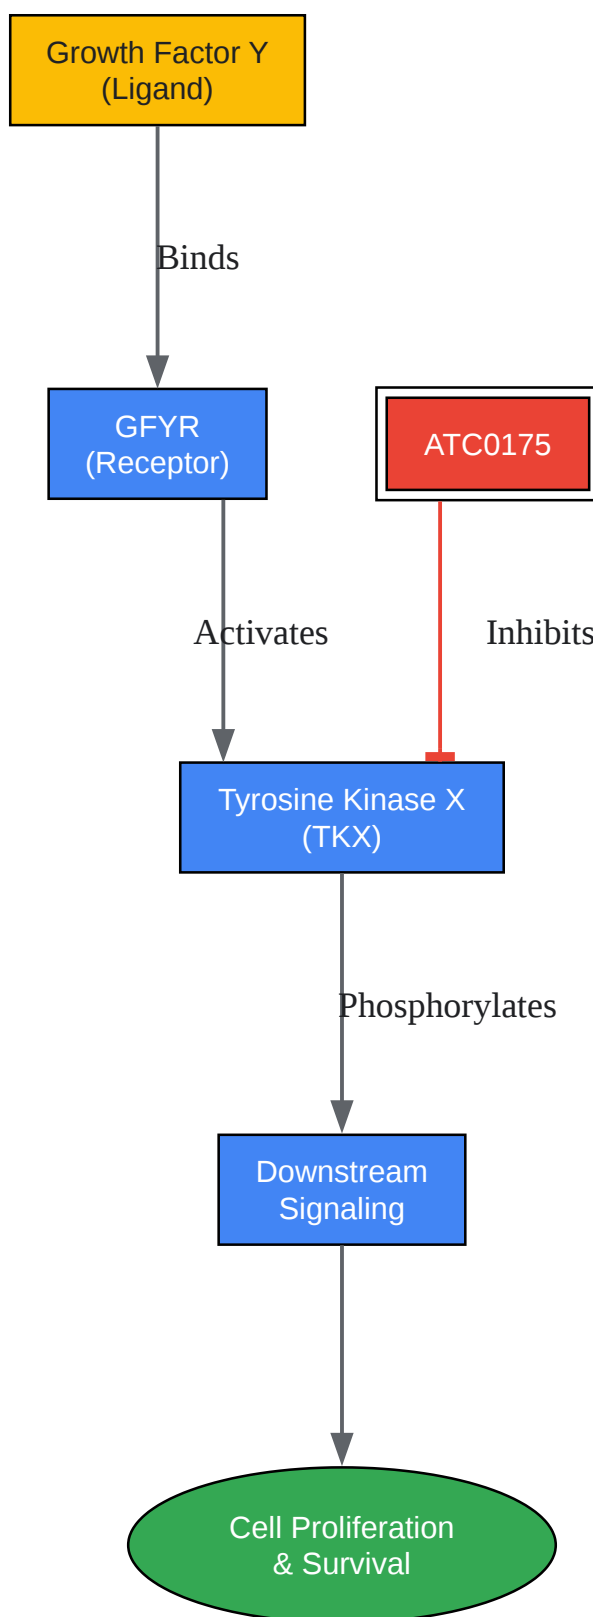 Growth Factor Y
(Ligand)
Binds
GFYR
(Receptor)
ATC0175
Activates
Inhibits
Tyrosine Kinase X
(TKX)
Phosphorylates
Downstream
Signaling
Cell Proliferation
& Survival